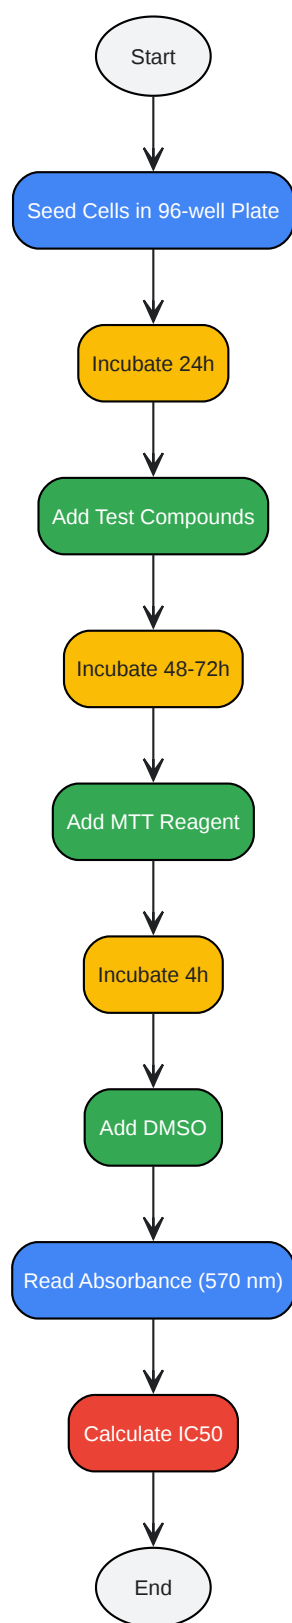 Start
Seed Cells in 96-well Plate
Incubate 24h
Add Test Compounds
Incubate 48-72h
Add MTT Reagent
Incubate 4h
Add DMSO
Read Absorbance (570 nm)
Calculate IC50
End